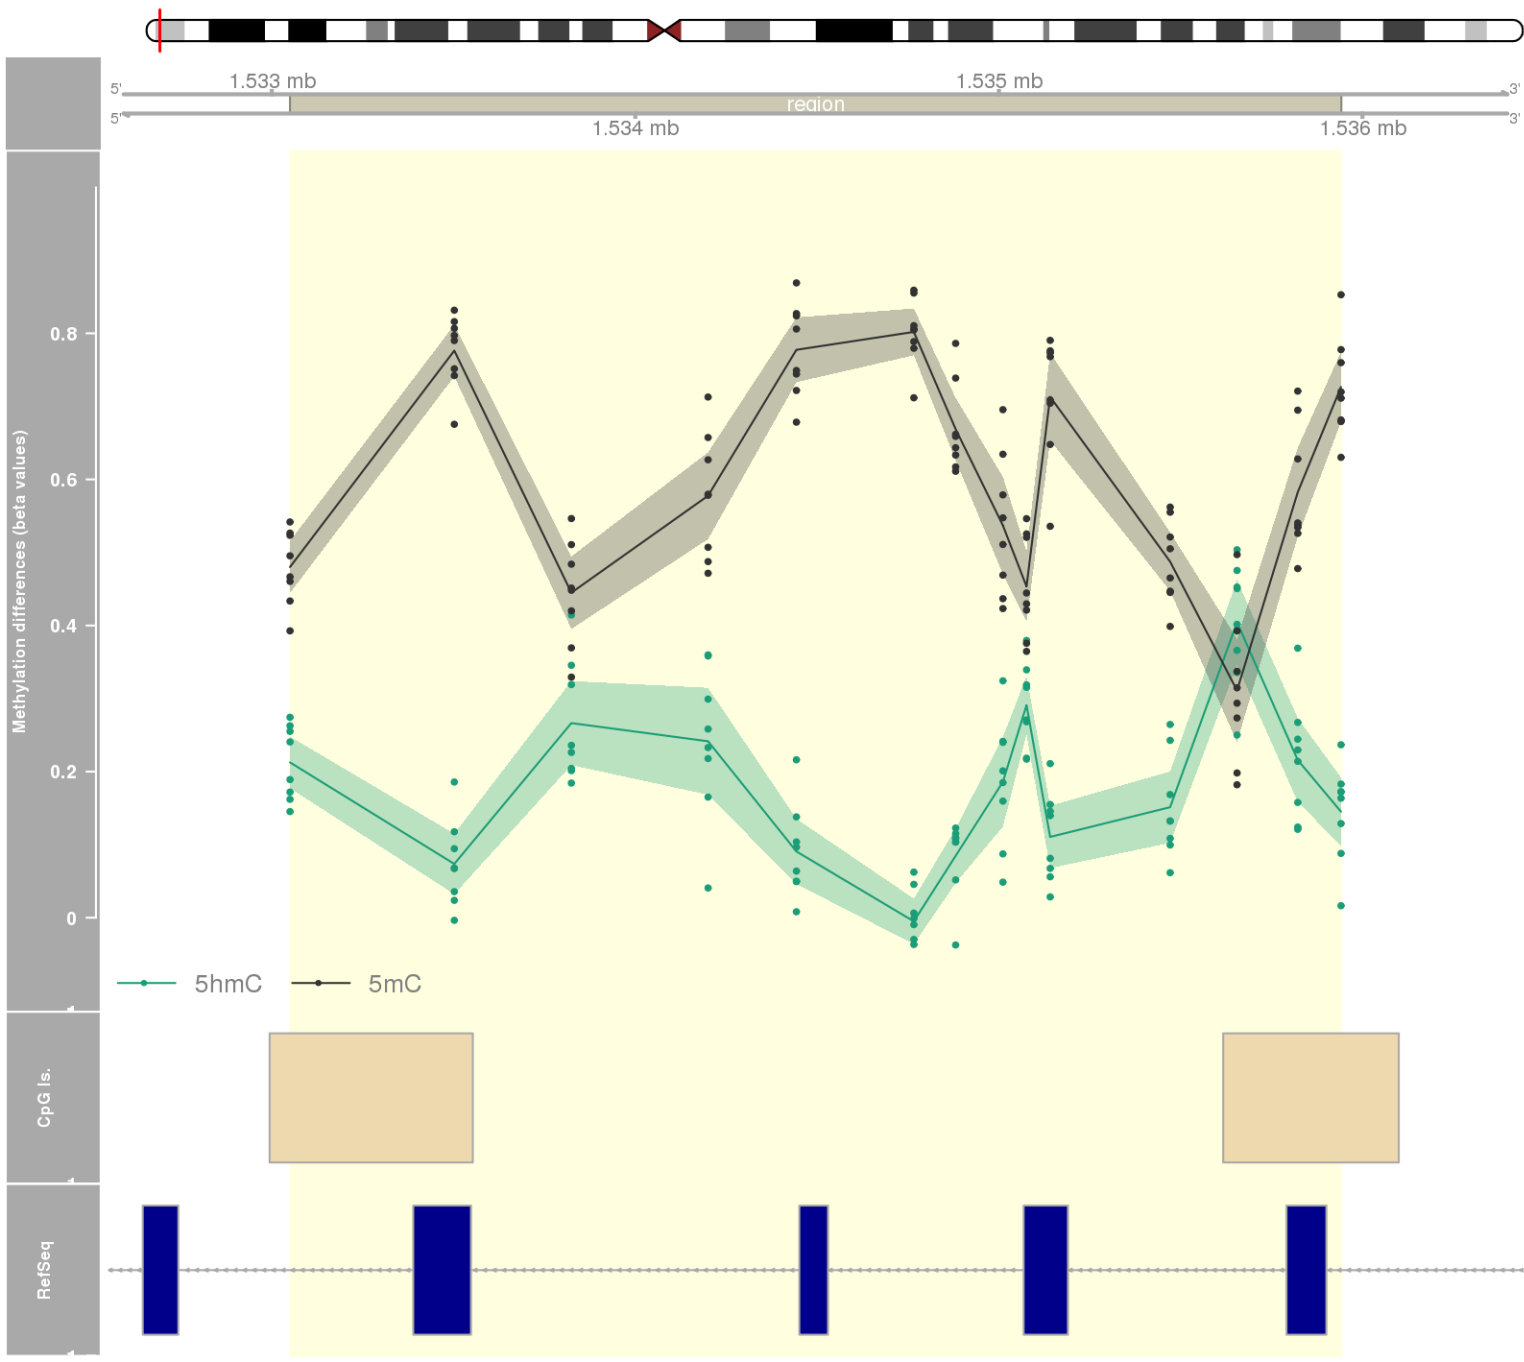 1.533 mb
1.535 mb
5'
3'
region
5'
3'
1.534 mb
1.536 mb
Methylation differences (beta values)
0.8
0.6
0.4
0.2
0
5hmC
5mC
CpG Is.
RefSeq